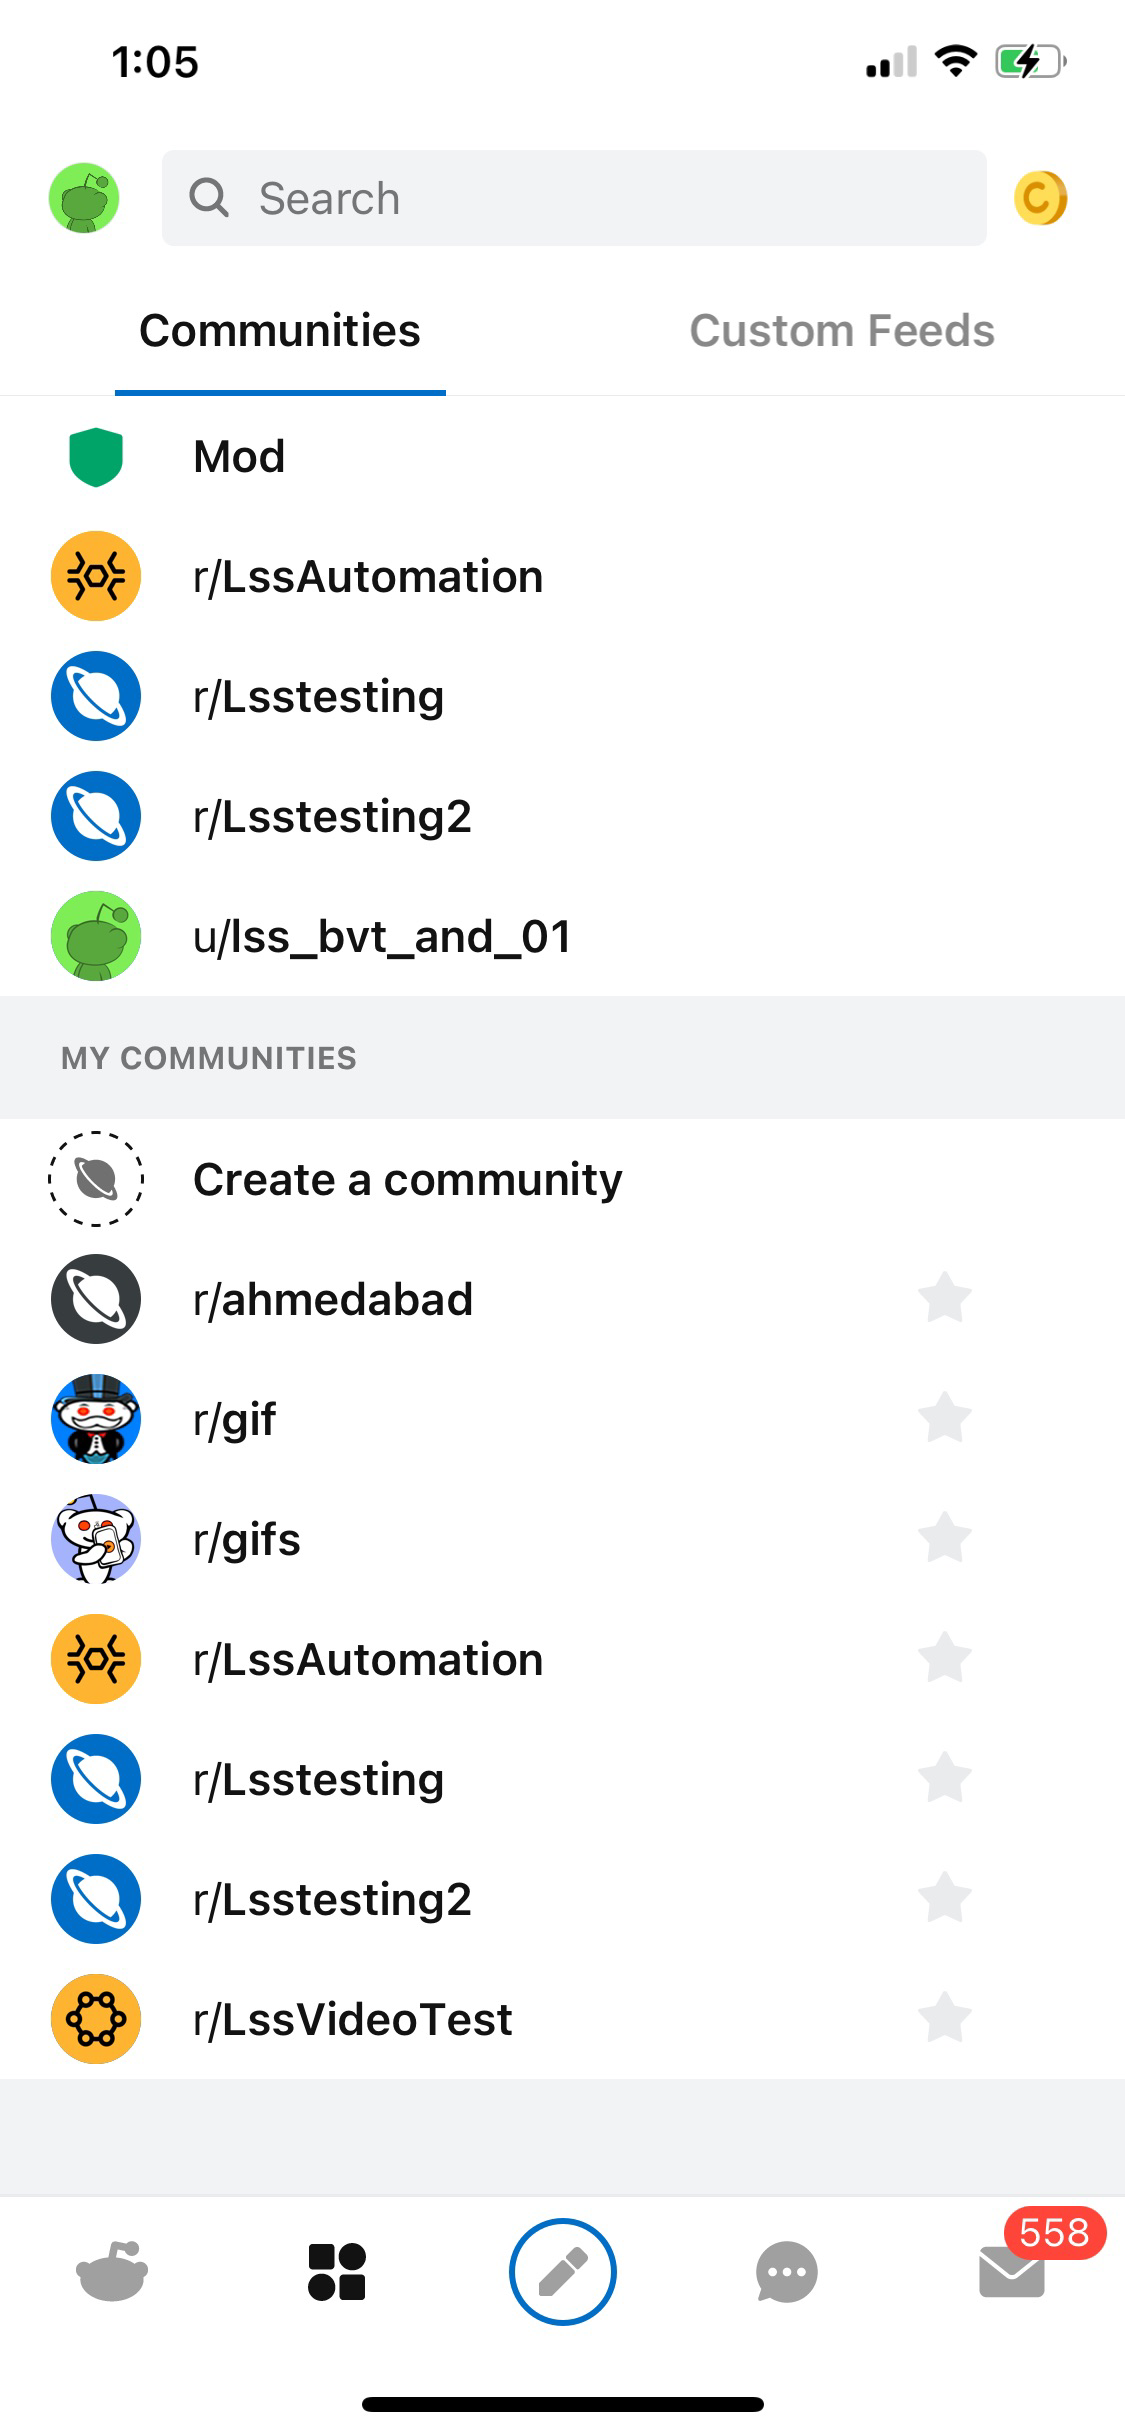 1:05
Search
Communities
Custom Feeds
Mod
r/LssAutomation
r/Lsstesting
r/Lsstesting2
u/lss_bvt_and_01
MY COMMUNITIES
Create a community
r/ahmedabad
r/gif
r/gifs
r/LssAutomation
r/Lsstesting
r/Lsstesting2
r/LssVideoTest
558